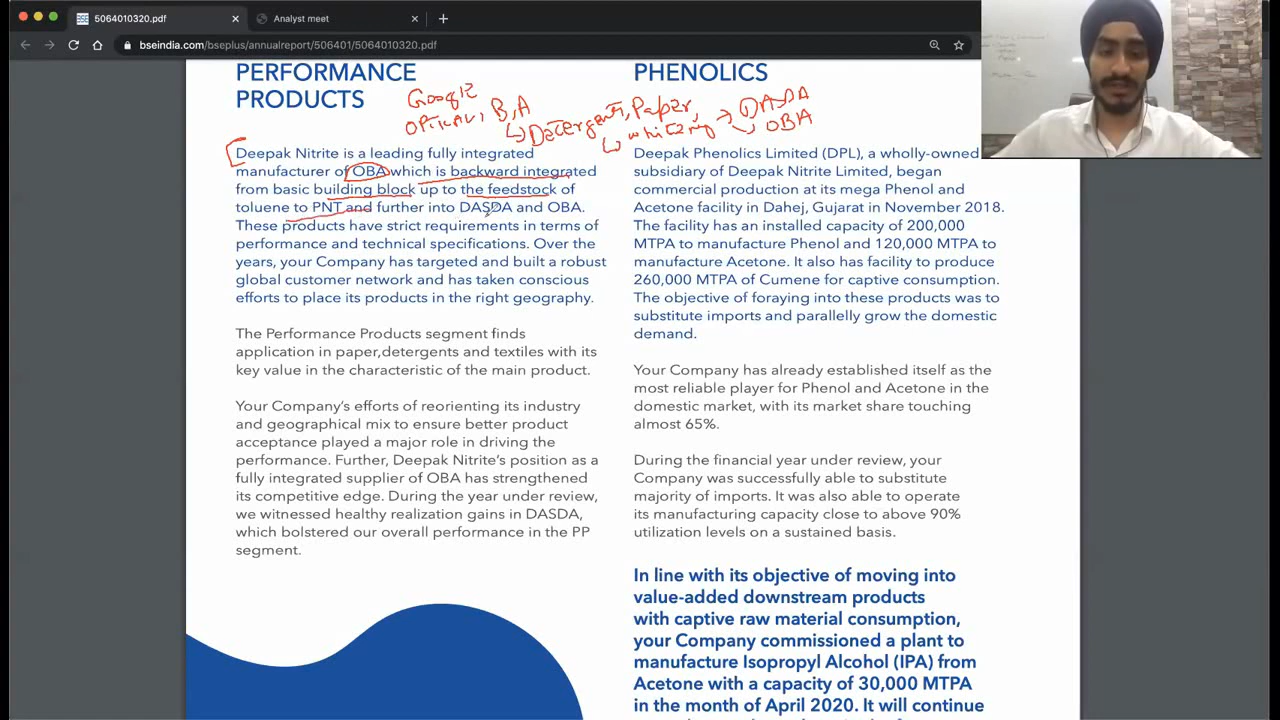 5064010320.pdf
Analyst meet
bseindia.com/bseplus/annualreport/506401/5064010320.pdf
PERFORMANCE
PRODUCTS
Google
OPTICAL, B, A
Detergents, Paper,
whitering
DASDA
OBA
Deepak Nitrite is a leading fully integrated
manufacturer of OBA which is backward integrated
from basic building block up to the feedstock of
toluene to PNT and further into DASDA and OBA.
These products have strict requirements in terms of
performance and technical specifications. Over the
years, your Company has targeted and built a robust
global customer network and has taken conscious
efforts to place its products in the right geography.
The Performance Products segment finds
application in paper,detergents and textiles with its
key value in the characteristic of the main product.
Your Company's efforts of reorienting its industry
and geographical mix to ensure better product
acceptance played a major role in driving the
performance. Further, Deepak Nitrite's position as a
fully integrated supplier of OBA has strengthened
its competitive edge. During the year under review,
we witnessed healthy realization gains in DASDA,
which bolstered our overall performance in the PP
segment.
PHENOLICS
Deepak Phenolics Limited (DPL), a wholly-owned
subsidiary of Deepak Nitrite Limited, began
commercial production at its mega Phenol and
Acetone facility in Dahej, Gujarat in November 2018.
The facility has an installed capacity of 200,000
MTPA to manufacture Phenol and 120,000 MTPA to
manufacture Acetone. It also has facility to produce
260,000 MTPA of Cumene for captive consumption.
The objective of foraying into these products was to
substitute imports and parallelly grow the domestic
demand.
Your Company has already established itself as the
most reliable player for Phenol and Acetone in the
domestic market, with its market share touching
almost 65%.
During the financial year under review, your
Company was successfully able to substitute
majority of imports. It was also able to operate
its manufacturing capacity close to above 90%
utilization levels on a sustained basis.
In line with its objective of moving into
value-added downstream products
with captive raw material consumption,
your Company commissioned a plant to
manufacture Isopropyl Alcohol (IPA) from
Acetone with a capacity of 30,000 MTPA
in the month of April 2020. It will continue